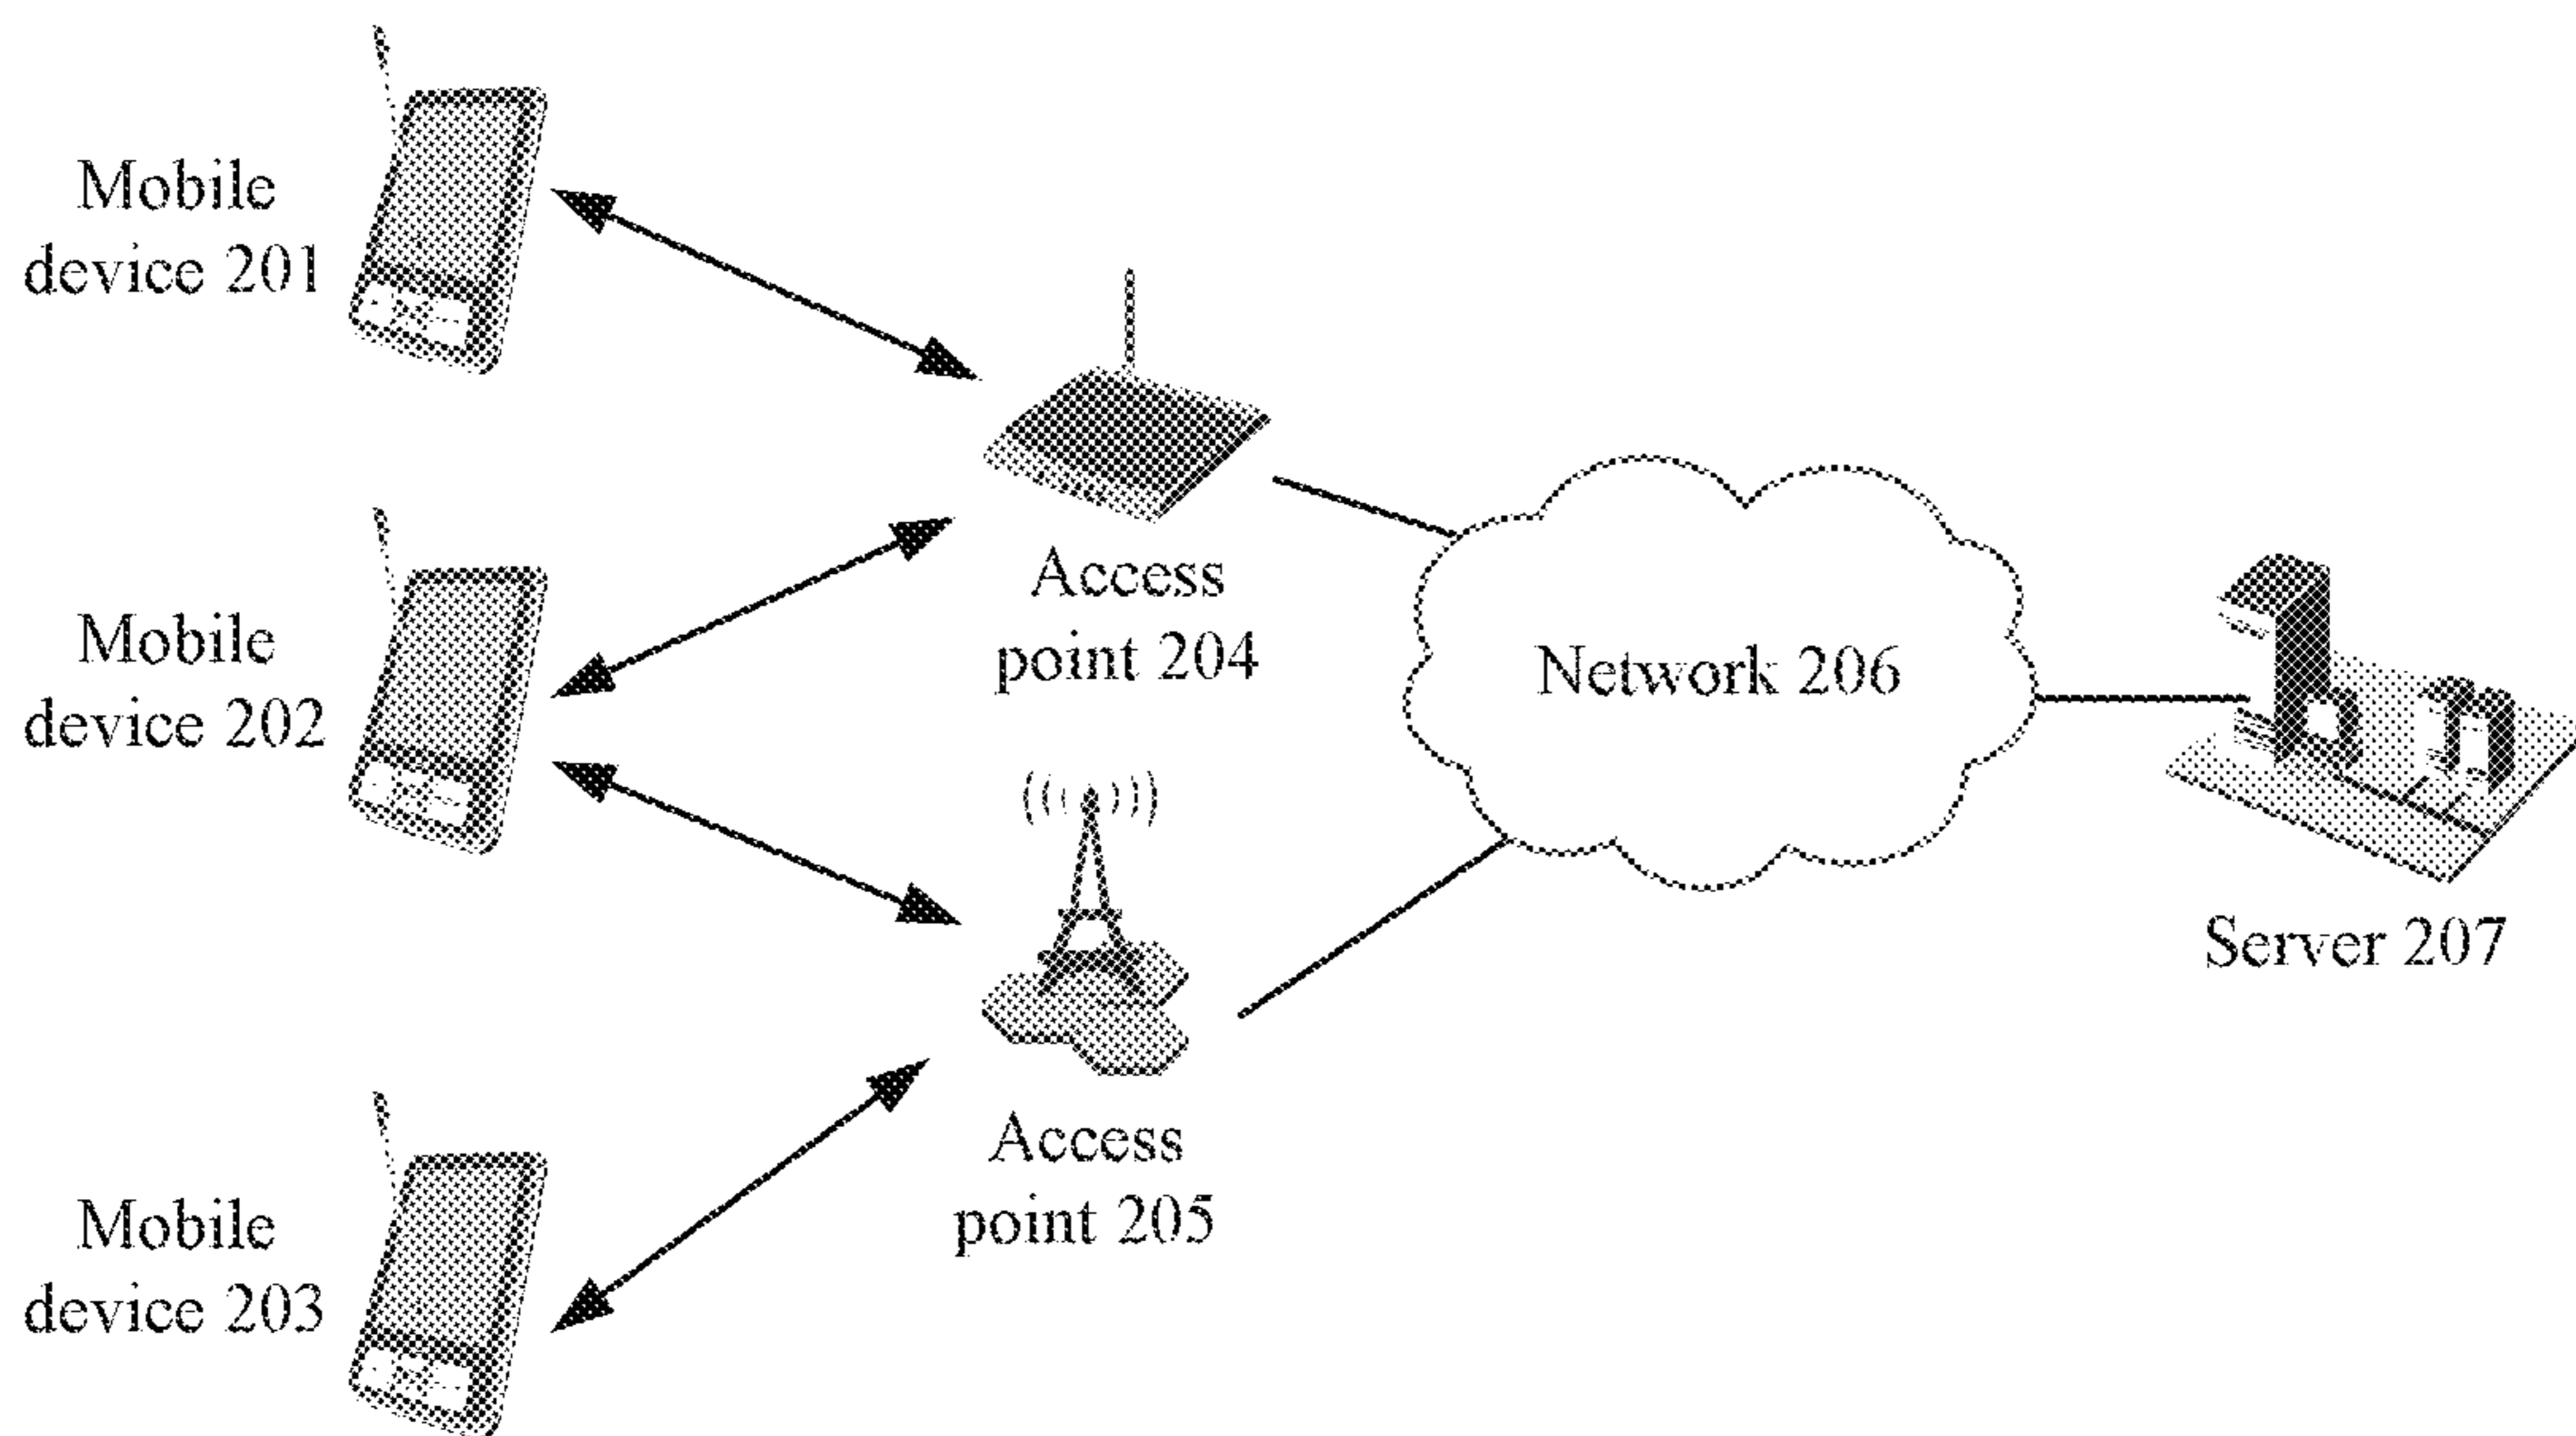 Mobile
device 201
Access
point 204
Mobile
device 202
Network 206
Server 207
Access
point 205
Mobile
device 203